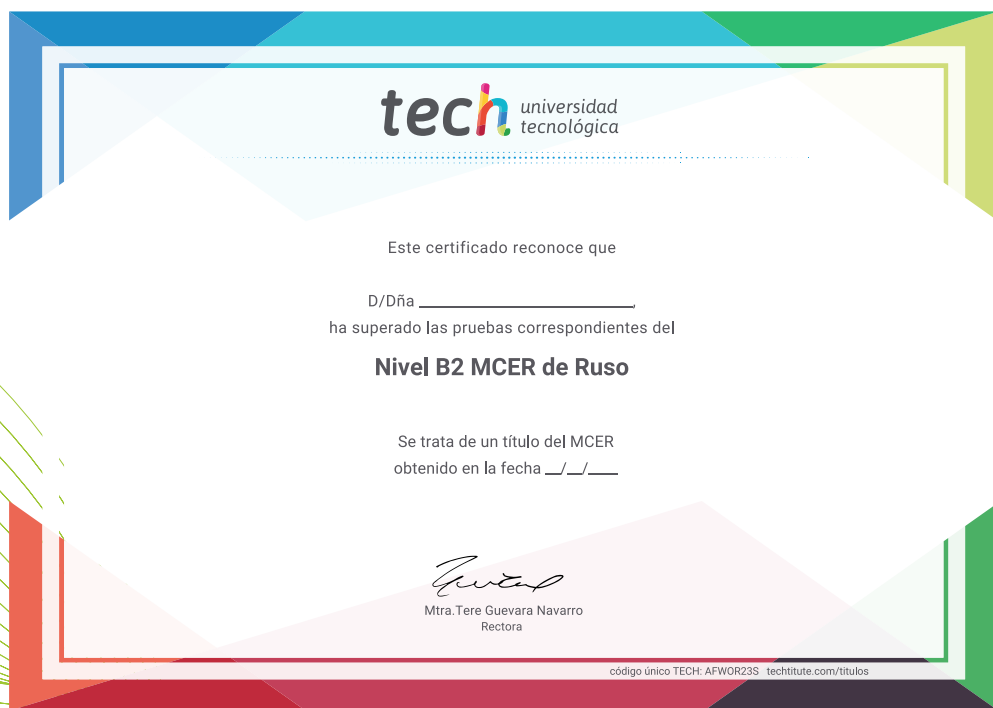 tech universidad
tecnológica
Este certificado reconoce que
D/Dña ________________________,
ha superado las pruebas correspondientes del
Nivel B2 MCER de Ruso
Se trata de un título del MCER
obtenido en la fecha __/__/____
Mtra.Tere Guevara Navarro
Rectora
código único TECH: AFWOR23S techtitute.com/titulos